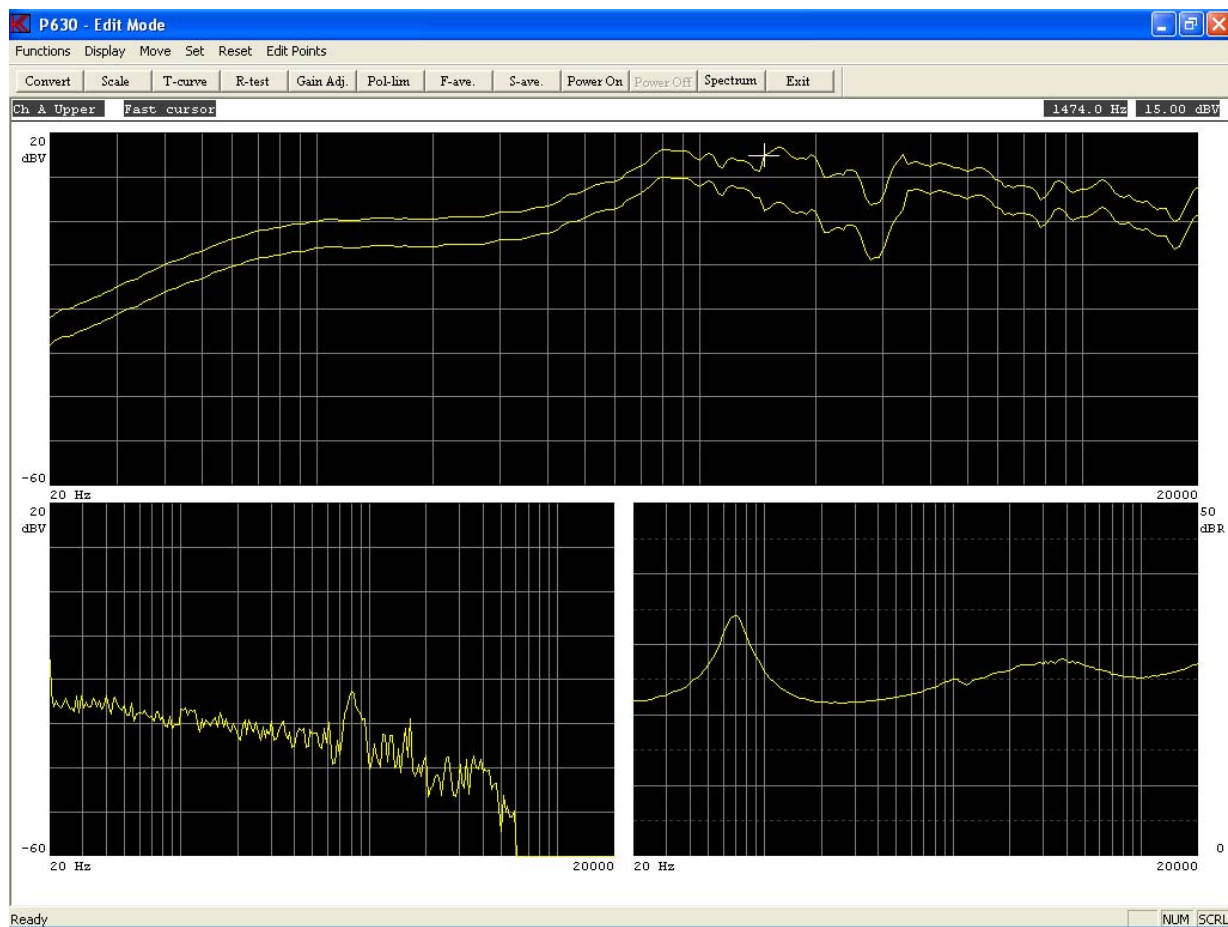 P630 - Edit Mode
Functions Display Move Set Reset Edit Points
Convert Scale T-curve R-test Gain Adj. Pol-lim F-ave. S-ave. Power On Power Off Spectrum Exit
Ch A Upper Fast cursor 1474.0 Hz 15.00 dBV
20
dBV
-60
20 Hz 20000
20
dBV
-60
20 Hz 20000
50
dBR
0
20 Hz 20000
Ready NUM SCRL